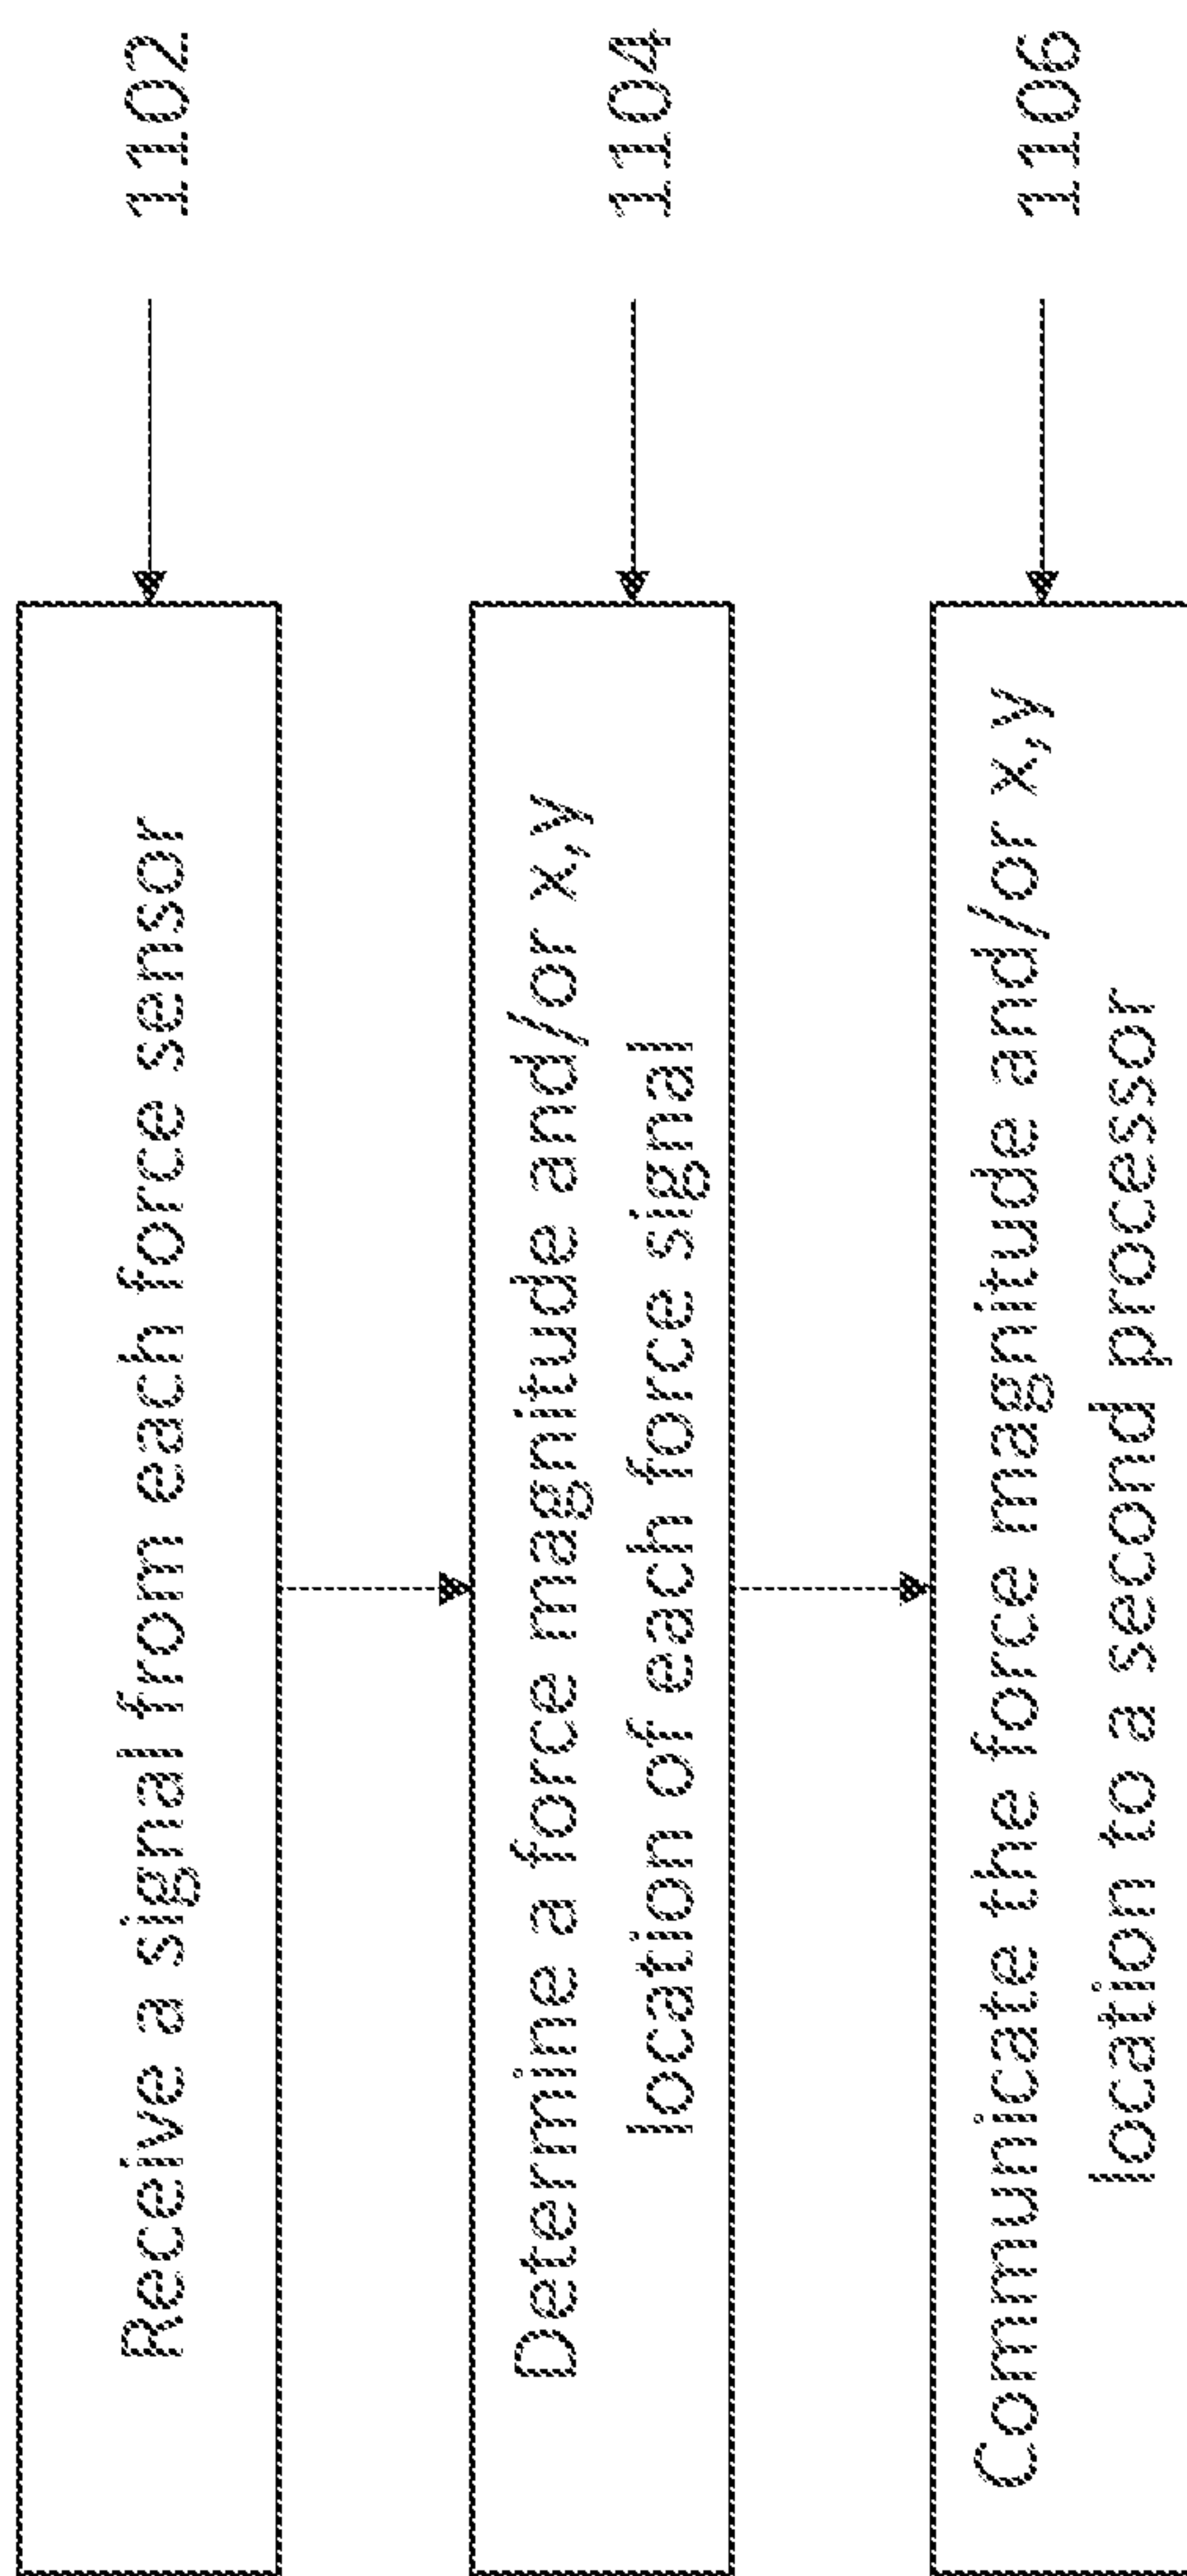 Receive a signal from each force sensor
1102
Determine a force magnitude and/or x,y
location of each force signal
1104
Communicate the force magnitude and/or x,y
location to a second processor
1106